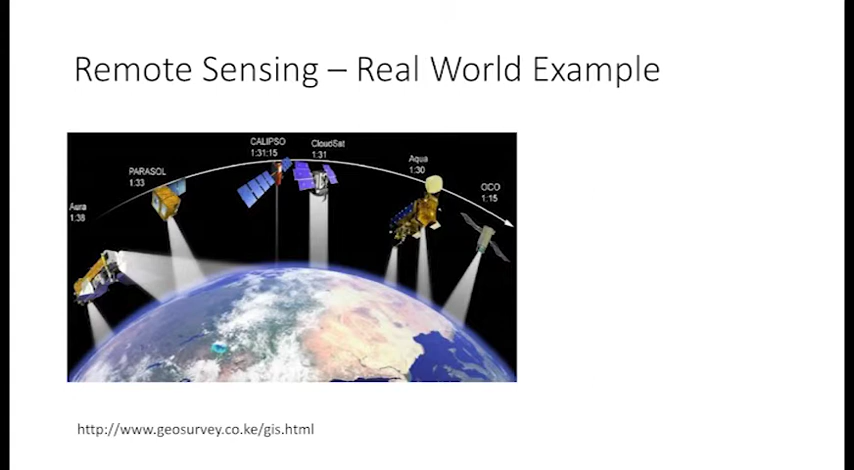 Remote Sensing – Real World Example
CALIPSO
1:31:15
CloudSat
1:31
PARASOL
1:33
Aqua
1:30
OCO
1:15
Aura
1:38
http://www.geosurvey.co.ke/gis.html